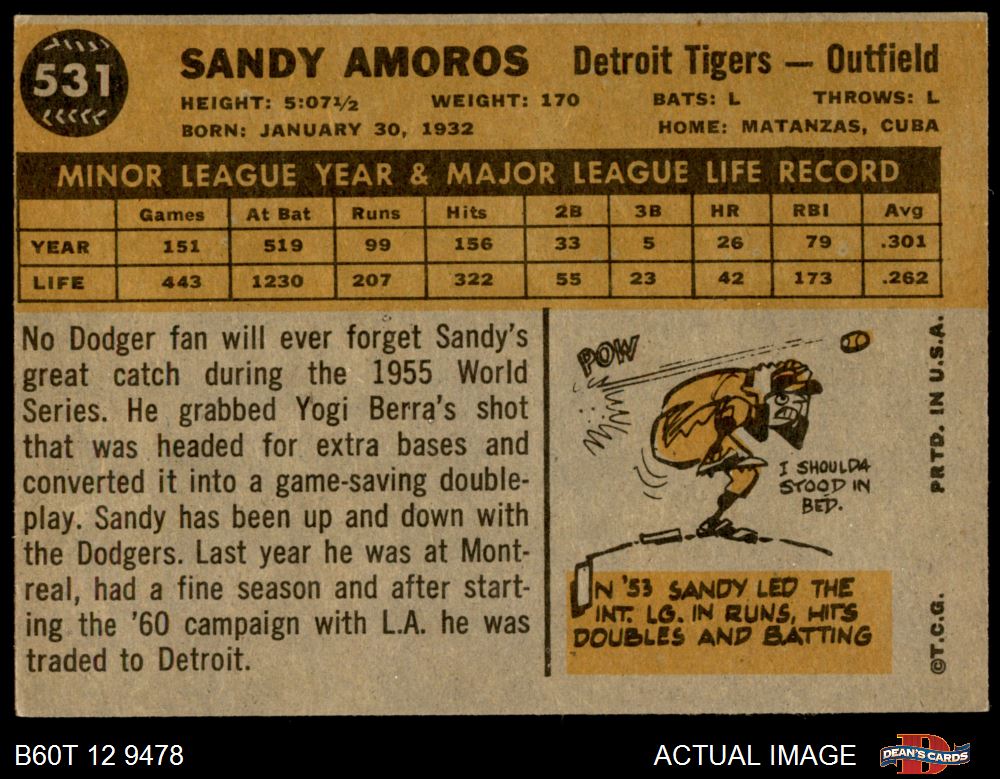 531
SANDY AMOROS Detroit Tigers — Outfield
HEIGHT: 5:07½ WEIGHT: 170 BATS: L THROWS: L
BORN: JANUARY 30, 1932 HOME: MATANZAS, CUBA
MINOR LEAGUE YEAR & MAJOR LEAGUE LIFE RECORD
Games At Bat Runs Hits 2B 3B HR RBI Avg
YEAR 151 519 99 156 33 5 26 79 .301
LIFE 443 1230 207 322 55 23 42 173 .262
No Dodger fan will ever forget Sandy's
great catch during the 1955 World
Series. He grabbed Yogi Berra's shot
that was headed for extra bases and
converted it into a game-saving double-
play. Sandy has been up and down with
the Dodgers. Last year he was at Mont-
real, had a fine season and after start-
ing the '60 campaign with L.A. he was
traded to Detroit.
POW
I SHOULDA
STOOD IN
BED.
IN '53 SANDY LED THE
INT. LG. IN RUNS, HITS
DOUBLES AND BATTING
©T.C.G. PRTD. IN U.S.A.
B60T 12 9478 ACTUAL IMAGE
D
DEAN'S CARDS